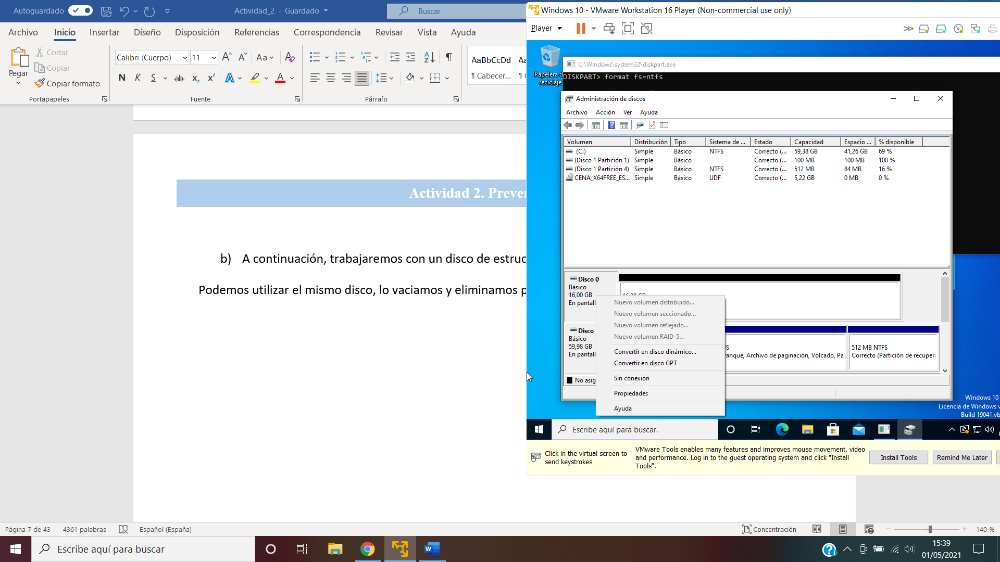 Autoguardado
Actividad_2 - Guardado
Buscar
Archivo Inicio Insertar Diseño Disposición Referencias Correspondencia Revisar Vista Ayuda
Pegar
Cortar
Copiar
Copiar formato
Portapapeles
Calibri (Cuerpo) 11
Aa
N K S ab x₂ x²
Fuente
Párrafo
AaBbCcDd
¶ Cabecer...
Actividad 2.
b) A continuación, trabajaremos con un disco de
Podemos utilizar el mismo disco, lo vaciamos y eliminamos
Página 7 de 43 4361 palabras Español (España)
Concentración
140 %
Windows 10 - VMware Workstation 16 Player (Non-commercial use only)
Player
Papelera d
reciclaje
C:\Windows\system32\diskpart.exe
DISKPART> format fs=ntfs
Administración de discos
Archivo Acción Ver Ayuda
Volumen Distribución Tipo Sistema de ... Estado Capacidad Espacio ... % disponible
(C:) Simple Básico NTFS Correcto (... 59,38 GB 41,26 GB 69 %
(Disco 1 Partición 1) Simple Básico Correcto (... 100 MB 100 MB 100 %
(Disco 1 Partición 4) Simple Básico NTFS Correcto (... 512 MB 84 MB 16 %
CENA_X64FREE_ES... Simple Básico UDF Correcto (... 5,22 GB 0 MB 0 %
Disco 0
Básico
16,00 GB
En pantall
16,00 GB
Disco
Básico
59,98 GB
En pantall
FS
ranque, Archivo de paginación, Volcado, Pa
512 MB NTFS
Correcto (Partición de recupera
No asig
Nuevo volumen distribuido...
Nuevo volumen seccionado...
Nuevo volumen reflejado...
Nuevo volumen RAID-5...
Convertir en disco dinámico...
Convertir en disco GPT
Sin conexión
Propiedades
Ayuda
Windows 10
Licencia de Windows v
Build 19041.vb
Escribe aquí para buscar.
Click in the virtual screen to
send keystrokes
VMware Tools enables many features and improves mouse movement, video
and performance. Log in to the guest operating system and click "Install
Tools".
Install Tools
Remind Me Later
Escribe aquí para buscar
15:39
01/05/2021